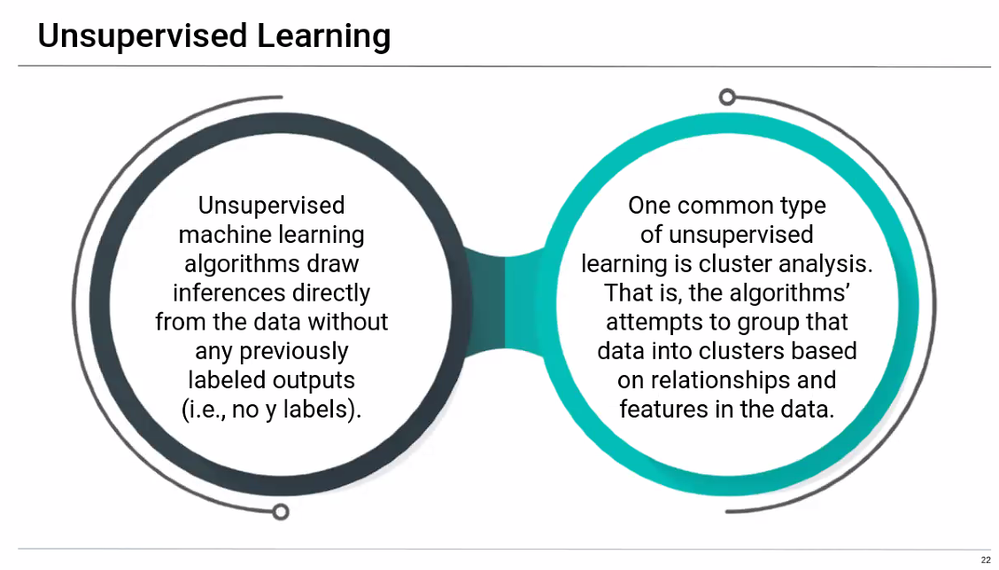 Unsupervised Learning
Unsupervised
machine learning
algorithms draw
inferences directly
from the data without
any previously
labeled outputs
(i.e., no y labels).
One common type
of unsupervised
learning is cluster analysis.
That is, the algorithms’
attempts to group that
data into clusters based
on relationships and
features in the data.
22